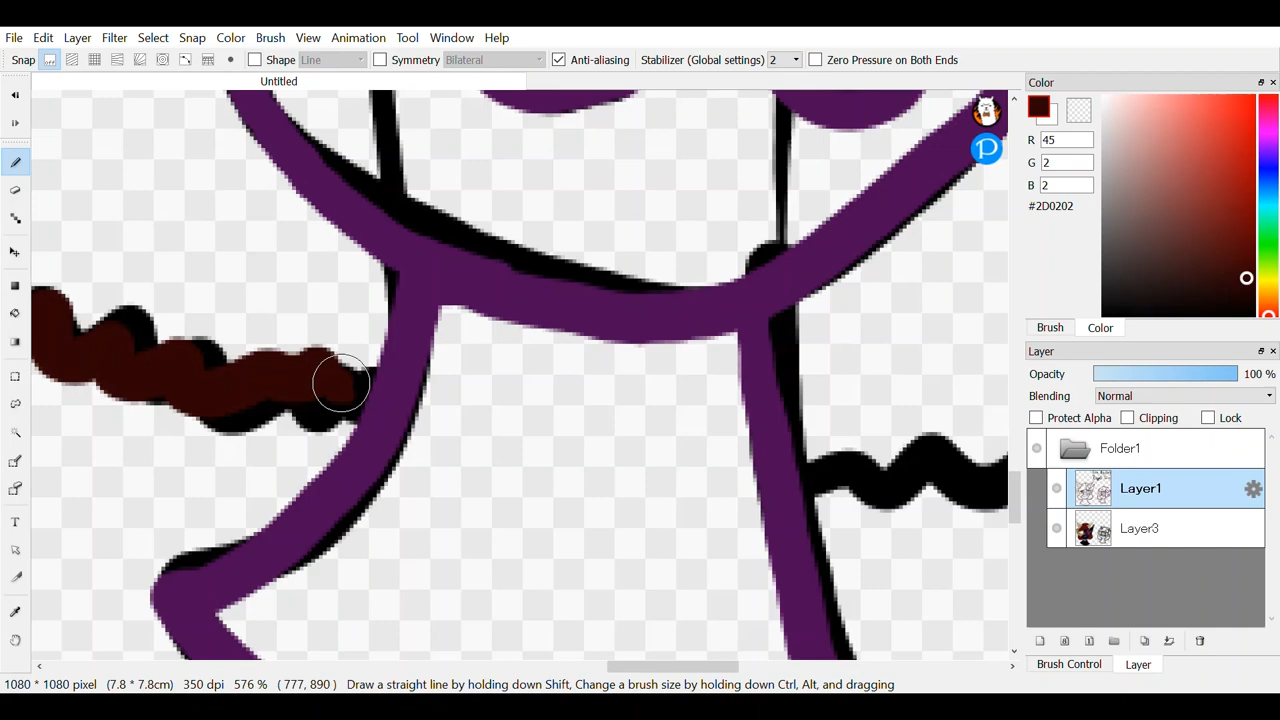 File Edit Layer Filter Select Snap Color Brush View Animation Tool Window Help
Snap Shape Line Symmetry Bilateral Anti-aliasing Stabilizer (Global settings) 2 Zero Pressure on Both Ends
Untitled
Color
R 45
G 2
B 2
#2D0202
Brush Color
Layer
Opacity 100 %
Blending Normal
Protect Alpha Clipping Lock
Folder1
Layer1
Layer3
Brush Control Layer
1080 * 1080 pixel (7.8 * 7.8cm) 350 dpi 576 % ( 777, 890 ) Draw a straight line by holding down Shift, Change a brush size by holding down Ctrl, Alt, and dragging